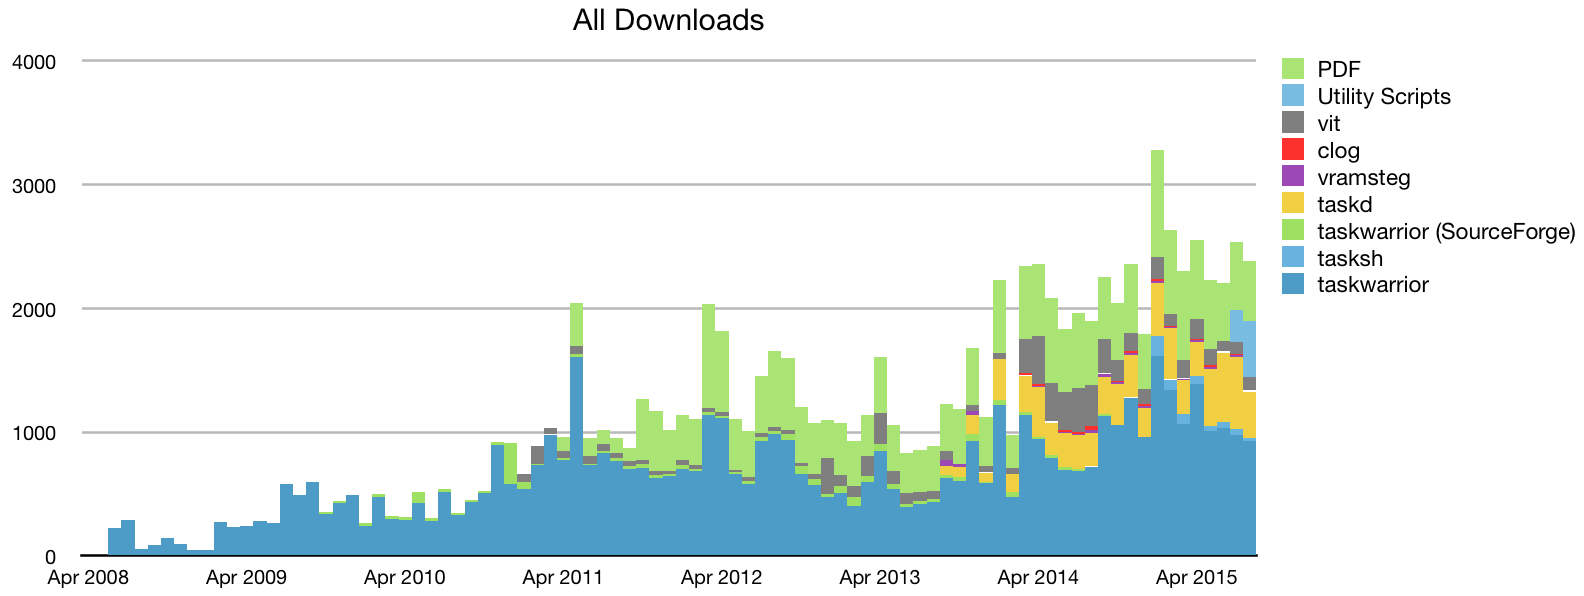 All Downloads
4000
3000
2000
1000
0
Apr 2008 Apr 2009 Apr 2010 Apr 2011 Apr 2012 Apr 2013 Apr 2014 Apr 2015
PDF
Utility Scripts
vit
clog
vramsteg
taskd
taskwarrior (SourceForge)
tasksh
taskwarrior